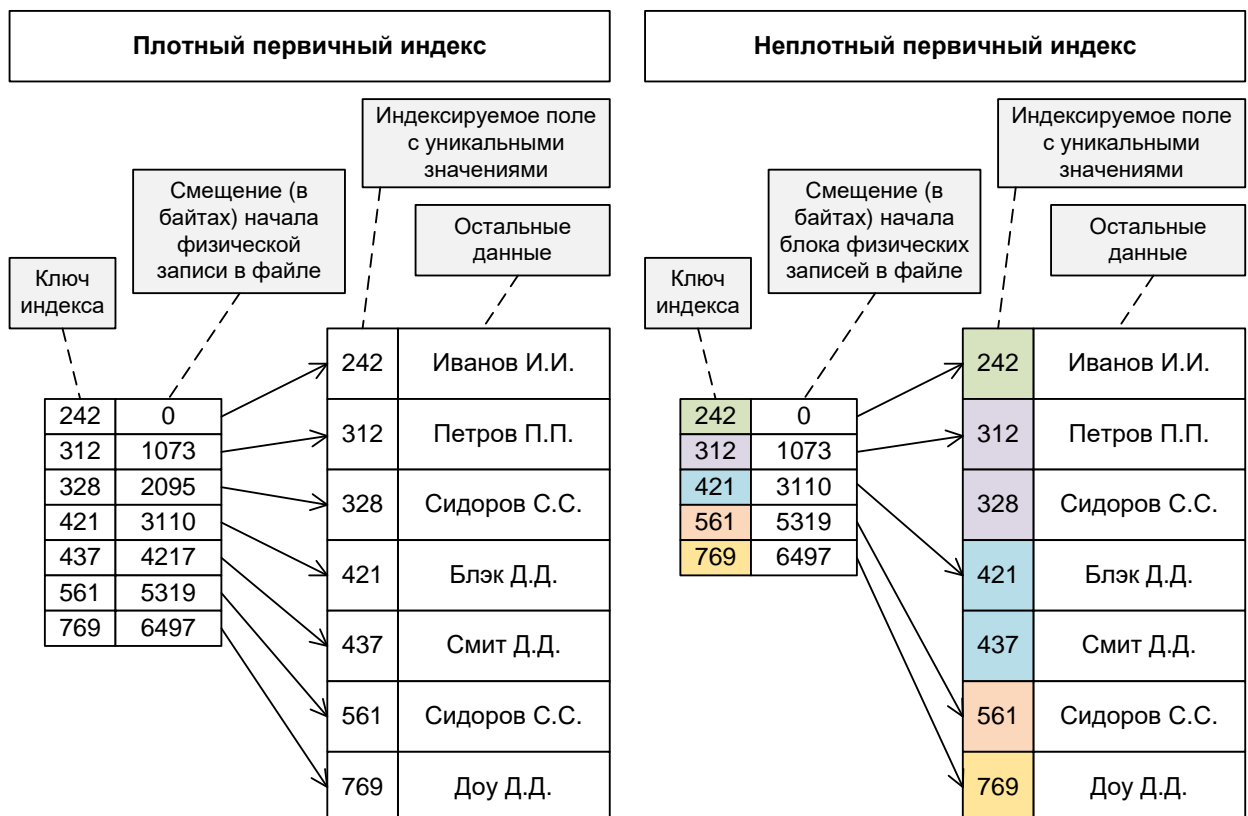 Плотный первичный индекс
Индексируемое поле
с уникальными
значениями
Смещение (в
байтах) начала
физической
записи в файле
Остальные
данные
Ключ
индекса
242 0
312 1073
328 2095
421 3110
437 4217
561 5319
769 6497
242 Иванов И.И.
312 Петров П.П.
328 Сидоров С.С.
421 Блэк Д.Д.
437 Смит Д.Д.
561 Сидоров С.С.
769 Доу Д.Д.
Неплотный первичный индекс
Индексируемое поле
с уникальными
значениями
Смещение (в
байтах) начала
блока физических
записей в файле
Остальные
данные
Ключ
индекса
242 0
312 1073
421 3110
561 5319
769 6497
242 Иванов И.И.
312 Петров П.П.
328 Сидоров С.С.
421 Блэк Д.Д.
437 Смит Д.Д.
561 Сидоров С.С.
769 Доу Д.Д.